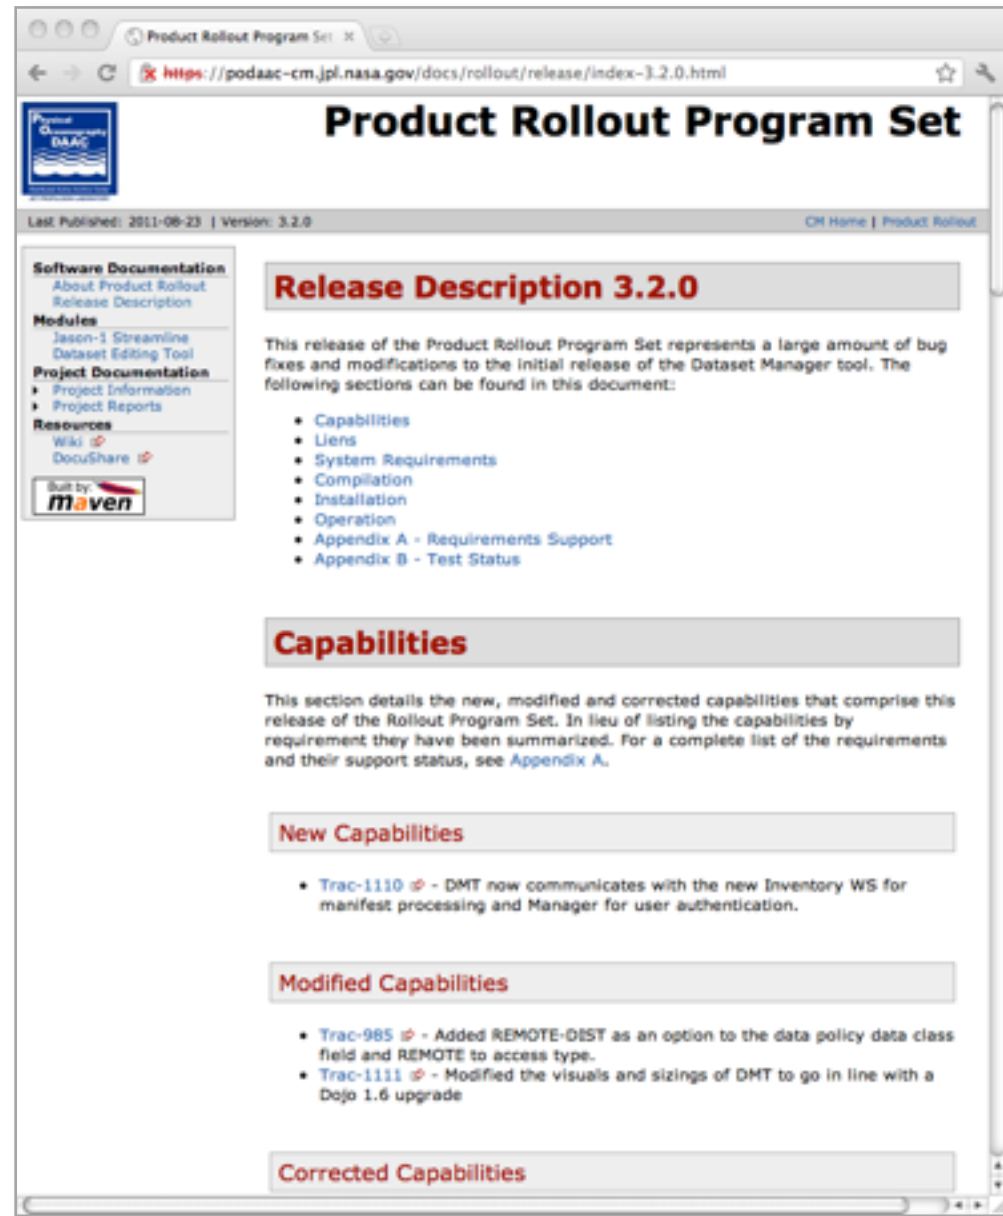 Product Rollout Program Set
https://podaac-cm.jpl.nasa.gov/docs/rollout/release/index-3.2.0.html
Physical
Oceanography
DAAC
Product Rollout Program Set
Last Published: 2011-08-23 | Version: 3.2.0
CM Home | Product Rollout
Software Documentation
About Product Rollout
Release Description
Modules
Jason-1 Streamline
Dataset Editing Tool
Project Documentation
Project Information
Project Reports
Resources
Wiki
DocuShare
Built by:
maven
Release Description 3.2.0
This release of the Product Rollout Program Set represents a large amount of bug
fixes and modifications to the initial release of the Dataset Manager tool. The
following sections can be found in this document:
• Capabilities
• Liens
• System Requirements
• Compilation
• Installation
• Operation
• Appendix A - Requirements Support
• Appendix B - Test Status
Capabilities
This section details the new, modified and corrected capabilities that comprise this
release of the Rollout Program Set. In lieu of listing the capabilities by
requirement they have been summarized. For a complete list of the requirements
and their support status, see Appendix A.
New Capabilities
• Trac-1110 - DMT now communicates with the new Inventory WS for
manifest processing and Manager for user authentication.
Modified Capabilities
• Trac-985 - Added REMOTE-DIST as an option to the data policy data class
field and REMOTE to access type.
• Trac-1111 - Modified the visuals and sizings of DMT to go in line with a
Dojo 1.6 upgrade
Corrected Capabilities